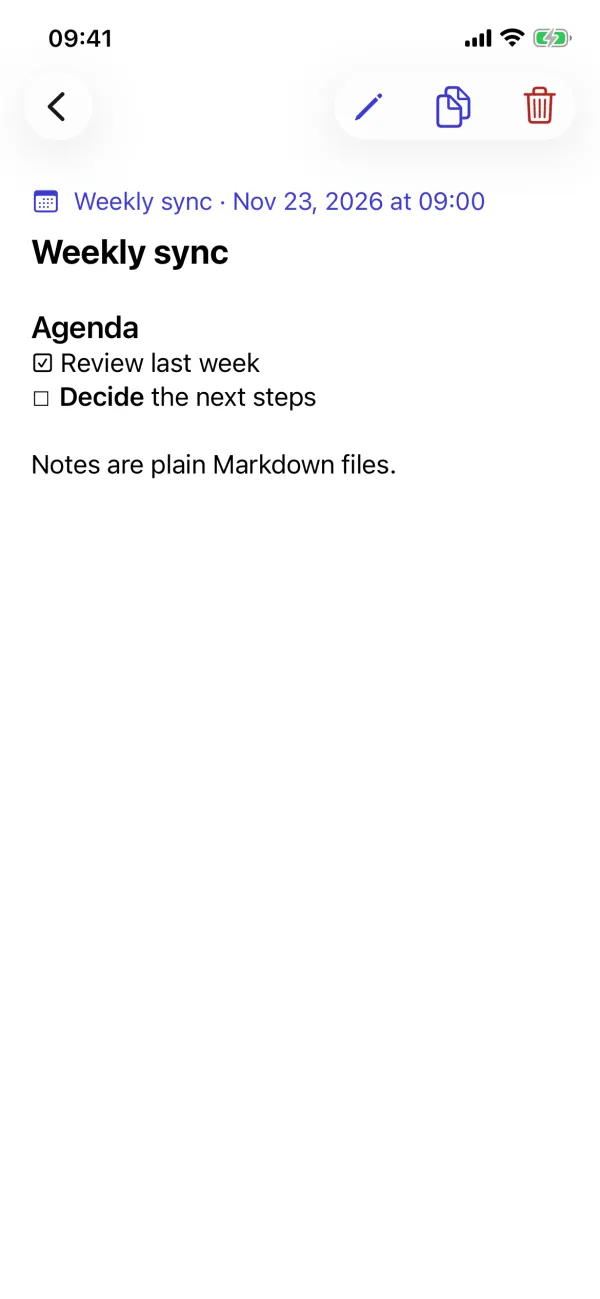 09:41
Weekly sync · Nov 23, 2026 at 09:00
Weekly sync
Agenda
☑ Review last week
☐ Decide the next steps
Notes are plain Markdown files.